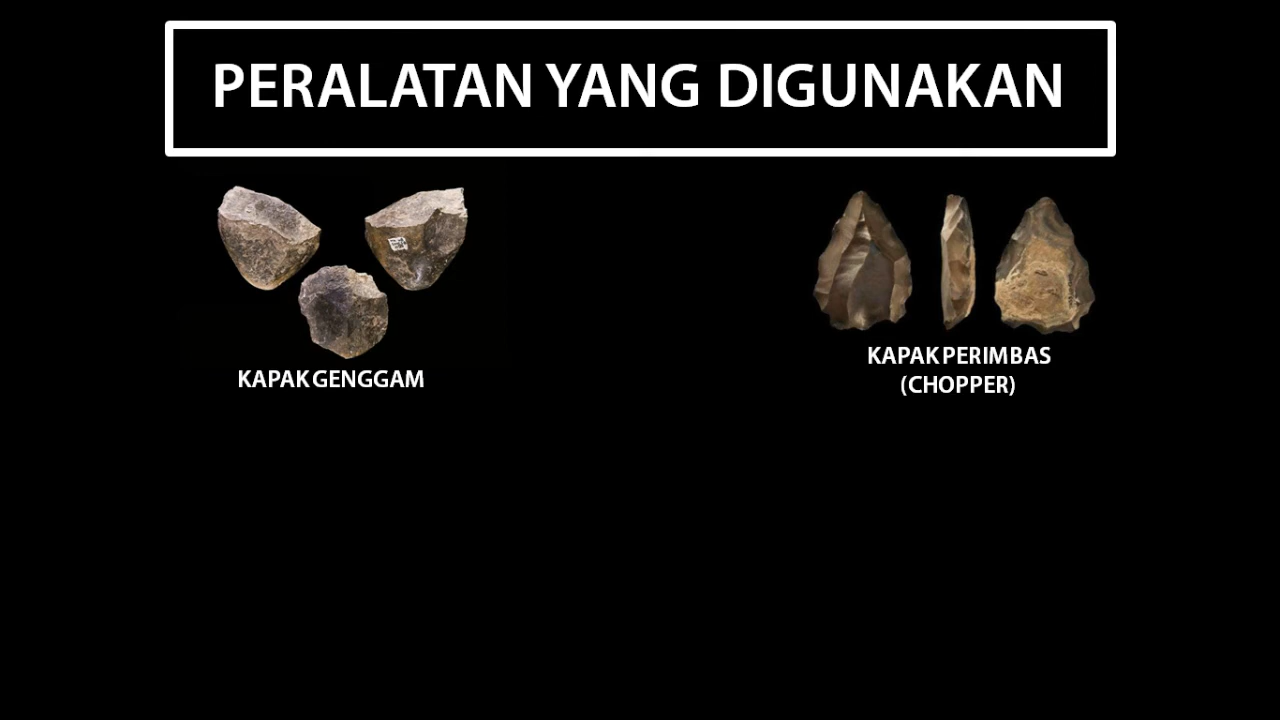 PERALATAN YANG DIGUNAKAN
KAPAK GENGGAM
KAPAK PERIMBAS
(CHOPPER)